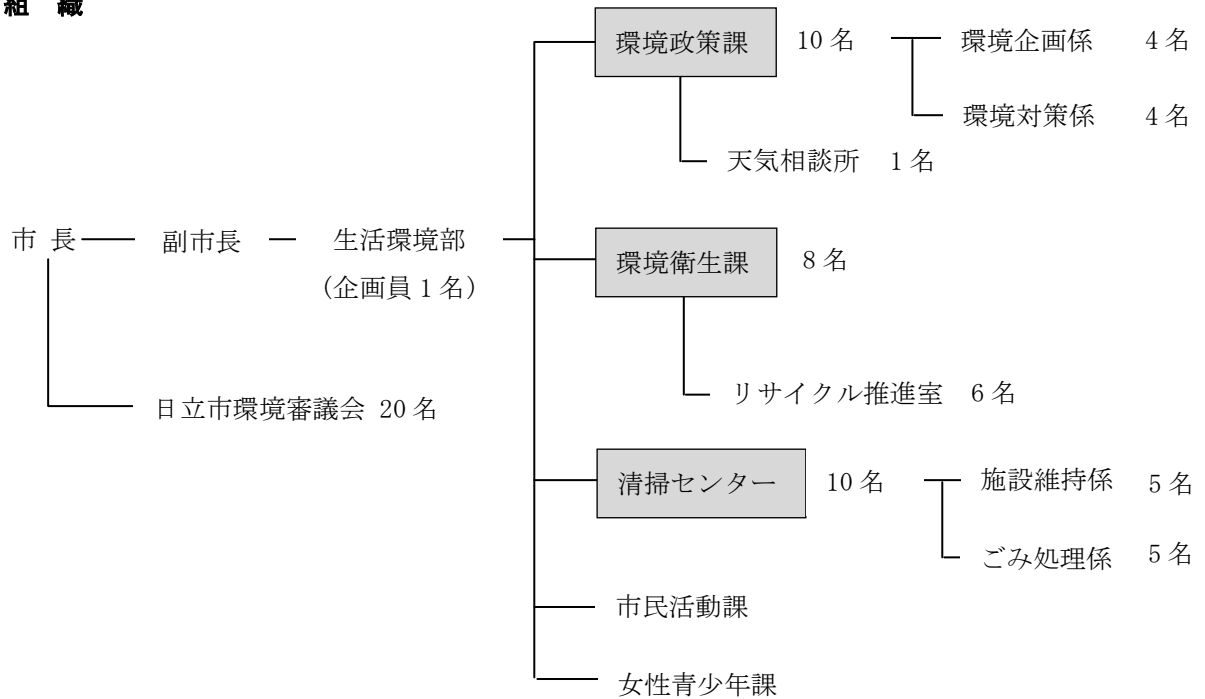 組 織
環境政策課 10名 環境企画係 4名
環境対策係 4名
天気相談所 1名
市 長 副市長 生活環境部
(企画員1名)
環境衛生課 8名
リサイクル推進室 6名
日立市環境審議会 20名
清掃センター 10名 施設維持係 5名
ごみ処理係 5名
市民活動課
女性青少年課